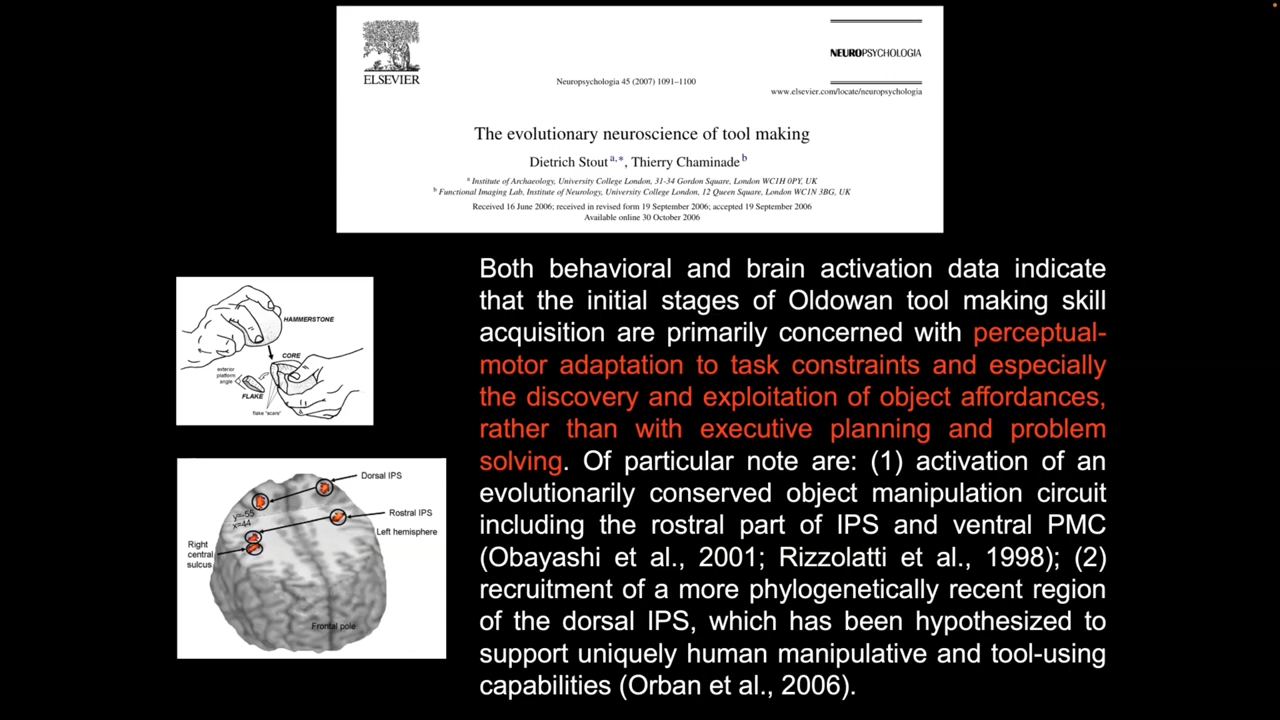 ELSEVIER
NEUROPSYCHOLOGIA
Neuropsychologia 45 (2007) 1091–1100
www.elsevier.com/locate/neuropsychologia
The evolutionary neuroscience of tool making
Dietrich Stout a,*, Thierry Chaminade b
a Institute of Archaeology, University College London, 31-34 Gordon Square, London WC1H 0PY, UK
b Functional Imaging Lab, Institute of Neurology, University College London, 12 Queen Square, London WC1N 3BG, UK
Received 16 June 2006; received in revised form 19 September 2006; accepted 19 September 2006
Available online 30 October 2006
HAMMERSTONE
CORE
exterior
platform
angle
FLAKE
flake "scars"
Dorsal IPS
y=-55
x=44
Rostral IPS
Left hemisphere
Right
central
sulcus
Frontal pole
Both behavioral and brain activation data indicate
that the initial stages of Oldowan tool making skill
acquisition are primarily concerned with perceptual-
motor adaptation to task constraints and especially
the discovery and exploitation of object affordances,
rather than with executive planning and problem
solving. Of particular note are: (1) activation of an
evolutionarily conserved object manipulation circuit
including the rostral part of IPS and ventral PMC
(Obayashi et al., 2001; Rizzolatti et al., 1998); (2)
recruitment of a more phylogenetically recent region
of the dorsal IPS, which has been hypothesized to
support uniquely human manipulative and tool-using
capabilities (Orban et al., 2006).